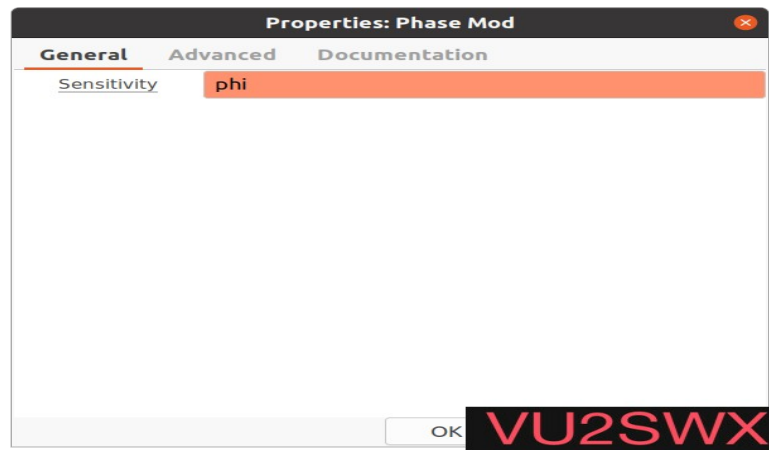 Properties: Phase Mod
General Advanced Documentation
Sensitivity phi
OK
VU2SWX